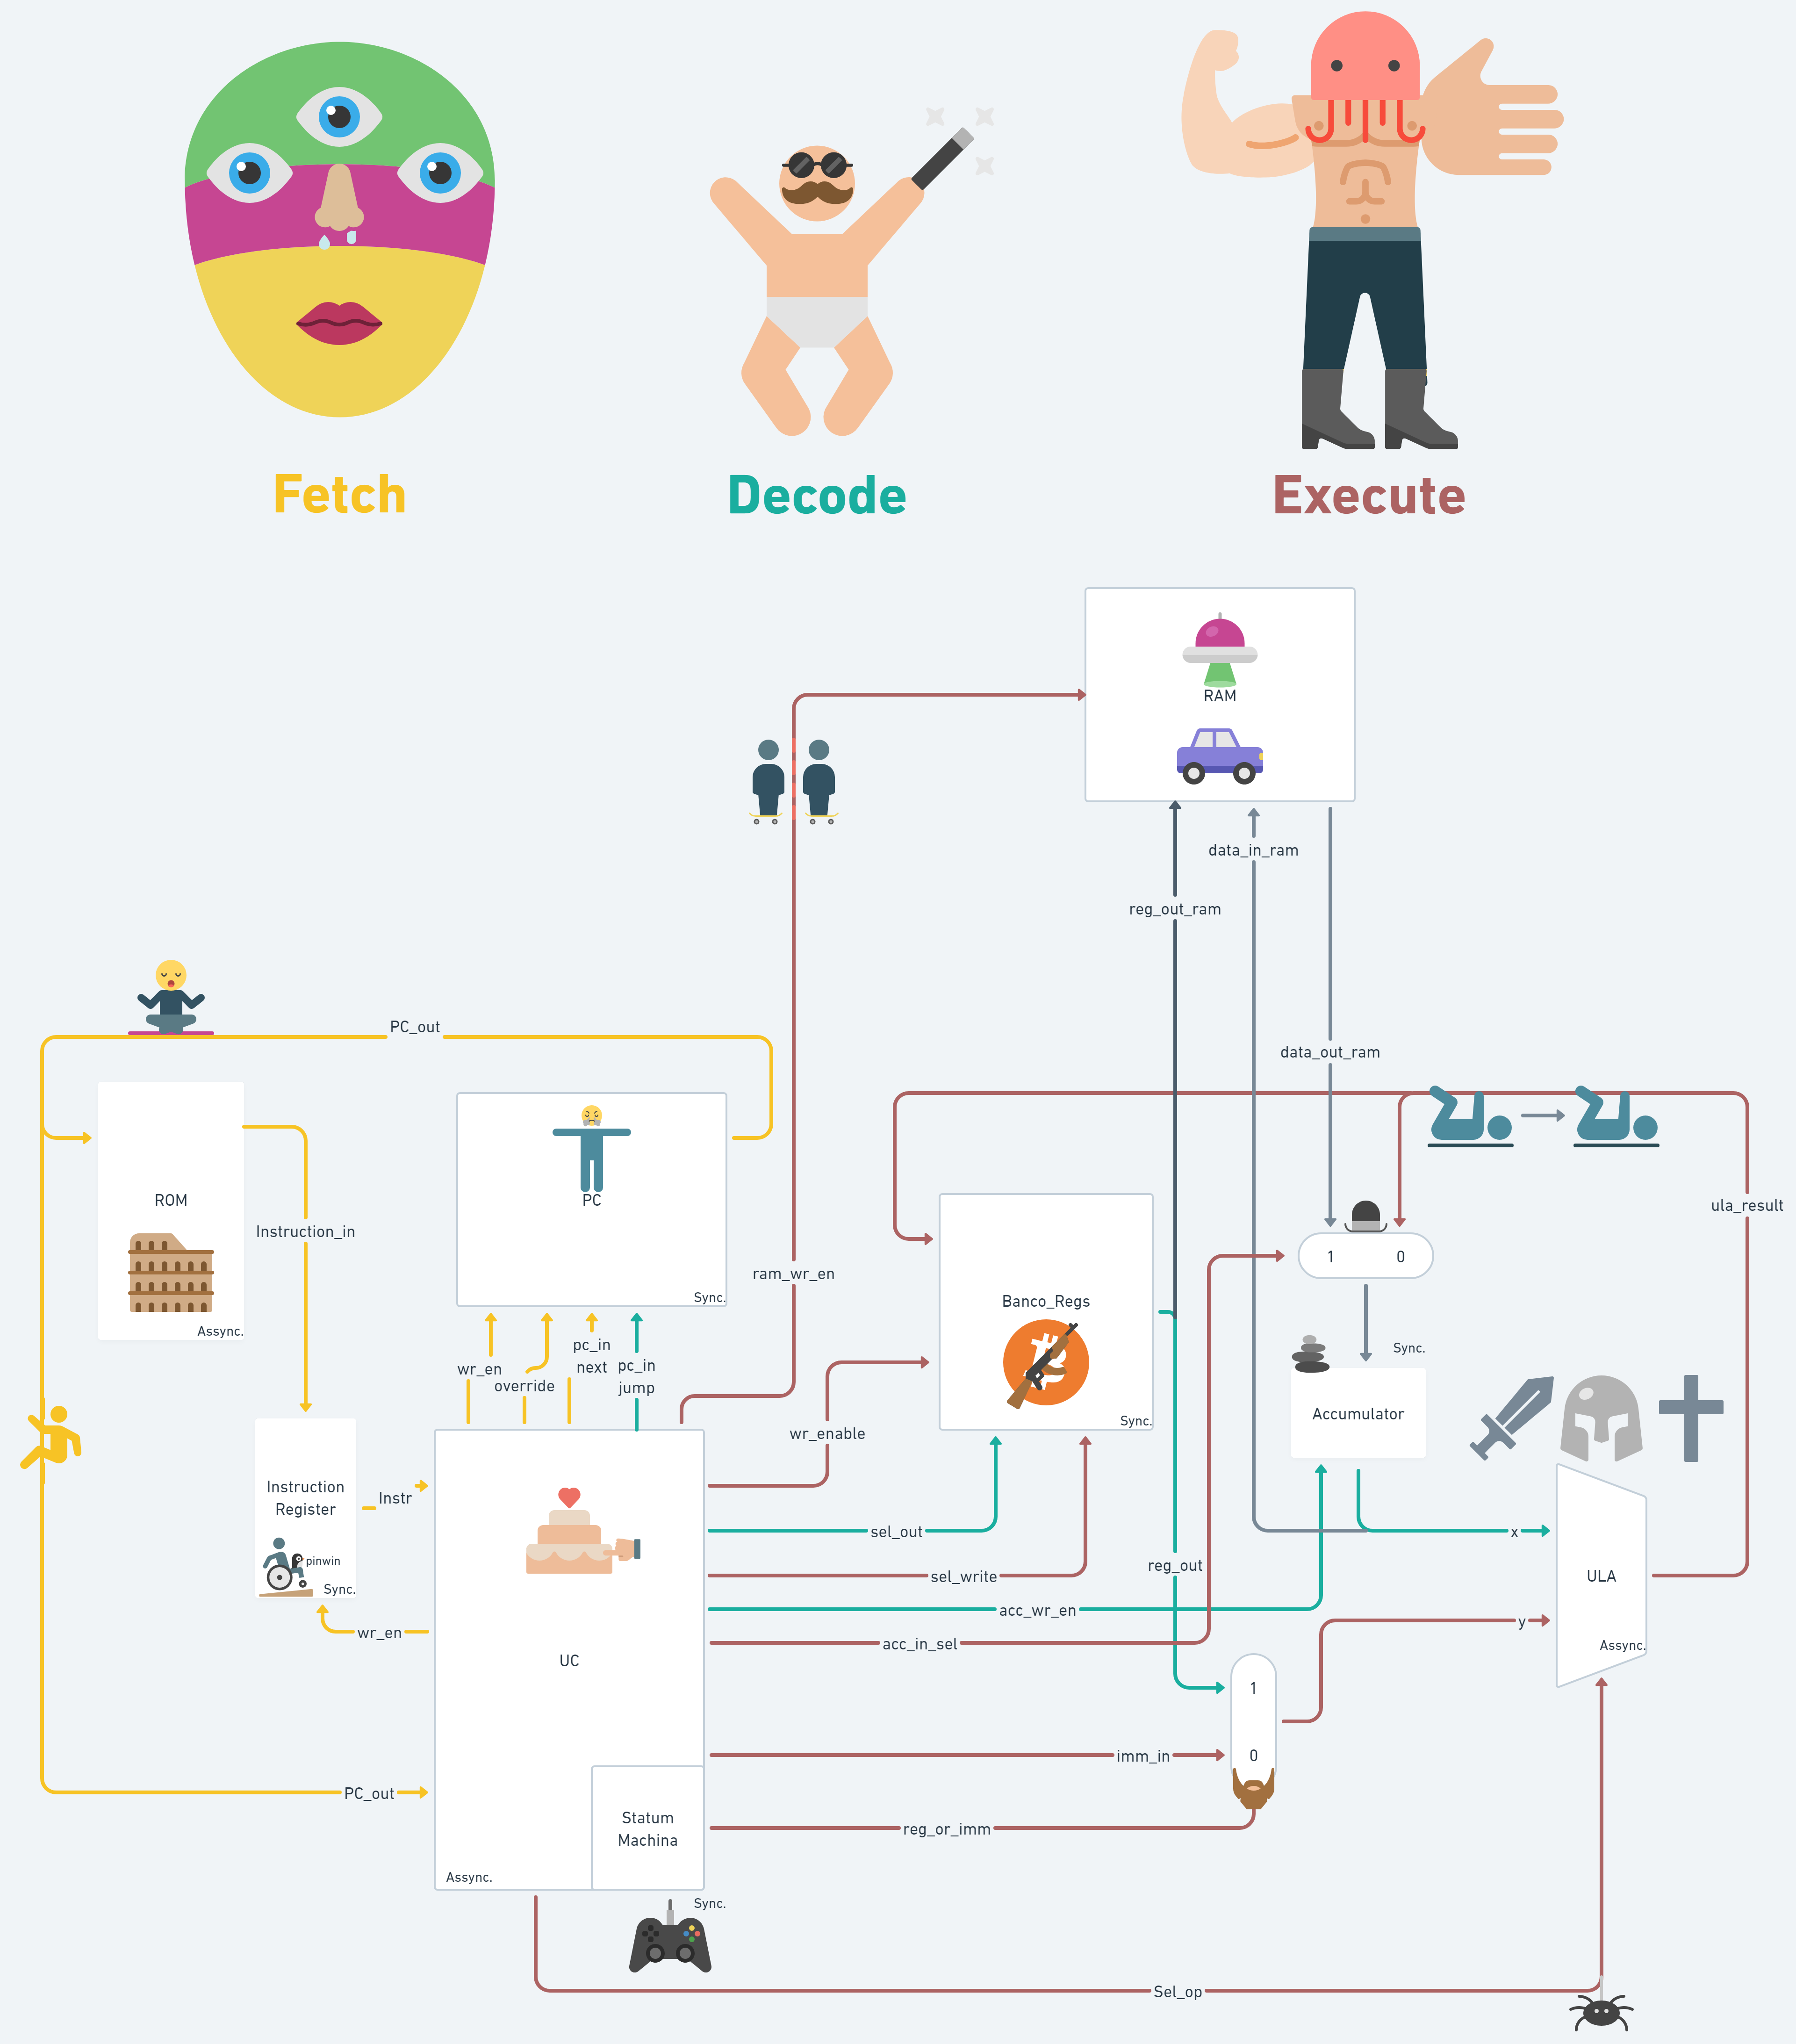 Fetch
Decode
Execute
RAM
data_in_ram
reg_out_ram
PC_out
data_out_ram
ROM
Instruction_in
Assync.
PC
Sync.
ram_wr_en
Banco_Regs
Sync.
ula_result
1 0
wr_en
override
pc_in
next
pc_in
jump
Sync.
Accumulator
wr_enable
Instruction
Register
pinwin
Sync.
Instr
sel_out
sel_write
acc_wr_en
acc_in_sel
reg_out
x
ULA
y
Assync.
wr_en
UC
1
0
imm_in
PC_out
Statum
Machina
reg_or_imm
Assync.
Sync.
Sel_op